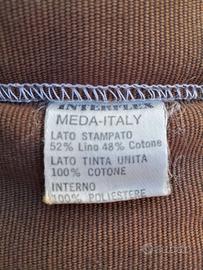 INTERFLEX
MEDA-ITALY
LATO STAMPATO
52% Lino 48% Cotone
LATO TINTA UNITA
100% COTONE
INTERNO
100% POLIESTERE